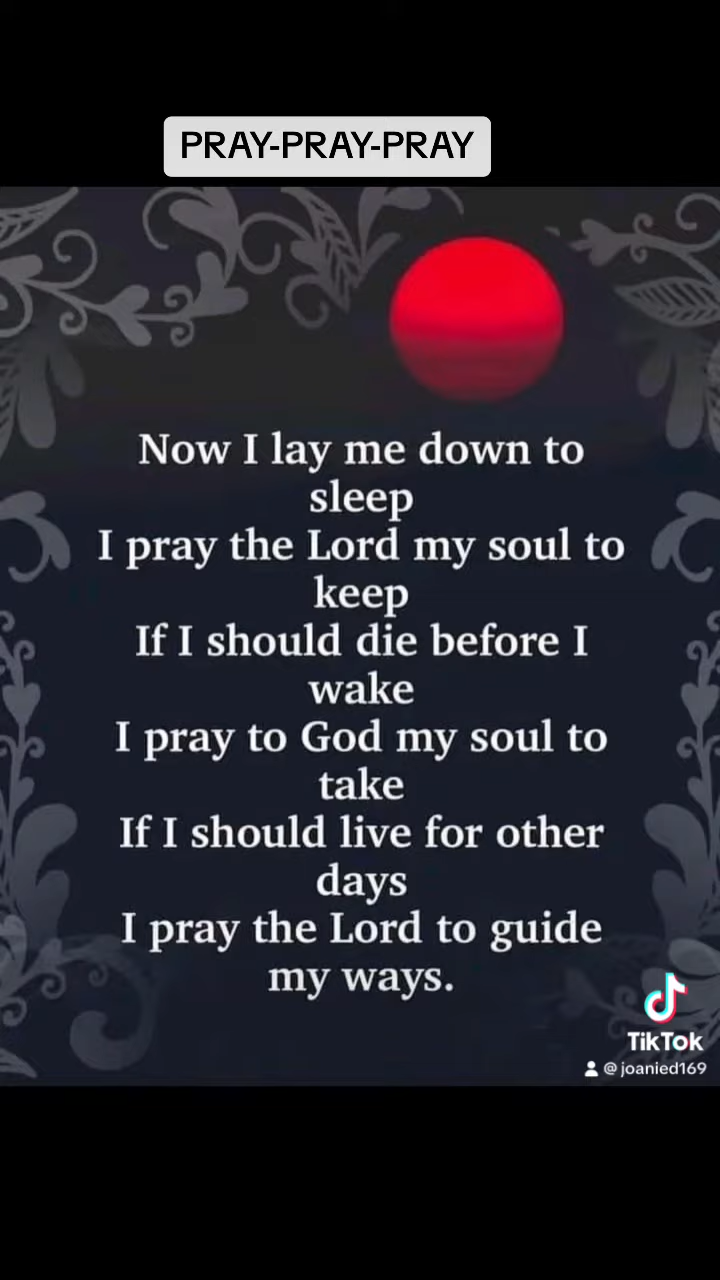 PRAY-PRAY-PRAY
Now I lay me down to
sleep
I pray the Lord my soul to
keep
If I should die before I
wake
I pray to God my soul to
take
If I should live for other
days
I pray the Lord to guide
my ways.
TikTok
@joanied169